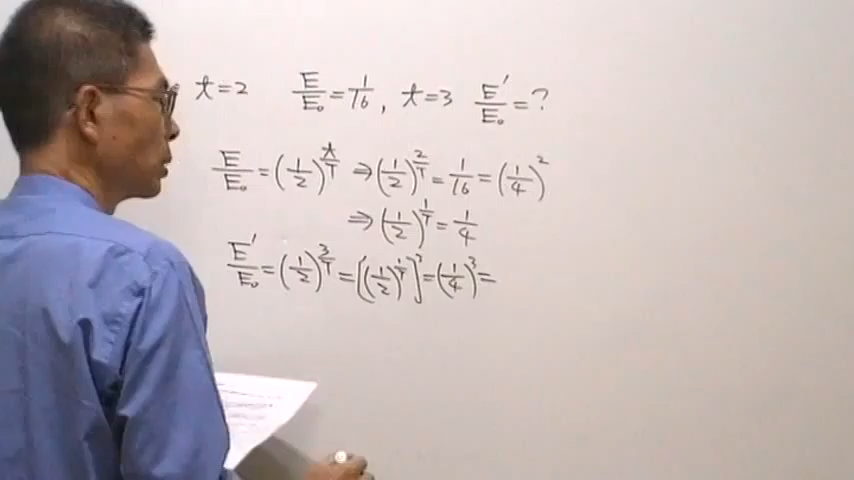 t=2 E/E₀=1/16, t=3 E'/E₀=?
E/E₀=(1/2)^(t/T) ⇒(1/2)^(2/T)=1/16=(1/4)²
⇒(1/2)^(1/T)=1/4
E'/E₀=(1/2)^(3/T)=[(1/2)^(1/T)]³=(1/4)³=